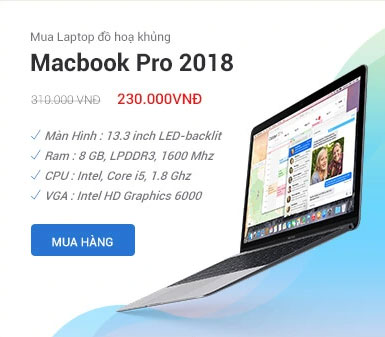 Mua Laptop đồ hoạ khủng
Macbook Pro 2018
310.000 VNĐ 230.000VNĐ
✓ Màn Hình : 13.3 inch LED-backlit
✓ Ram : 8 GB, LPDDR3, 1600 Mhz
✓ CPU : Intel, Core i5, 1.8 Ghz
✓ VGA : Intel HD Graphics 6000
MUA HÀNG